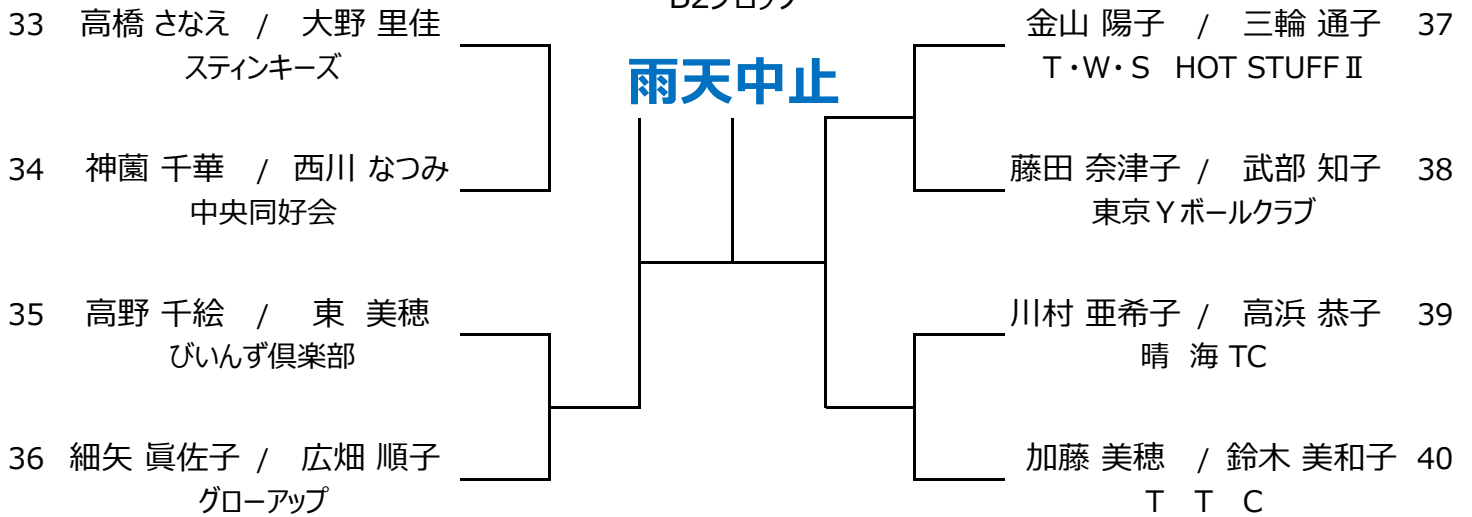 B2ブロック
33 高橋 さなえ / 大野 里佳
スティンキーズ
34 神薗 千華 / 西川 なつみ
中央同好会
35 高野 千絵 / 東 美穂
びいんず倶楽部
36 細矢 眞佐子 / 広畑 順子
グローアップ
雨天中止
金山 陽子 / 三輪 通子 37
T・W・S HOT STUFFⅡ
藤田 奈津子 / 武部 知子 38
東京Yボールクラブ
川村 亜希子 / 高浜 恭子 39
晴 海 TC
加藤 美穂 / 鈴木 美和子 40
T T C